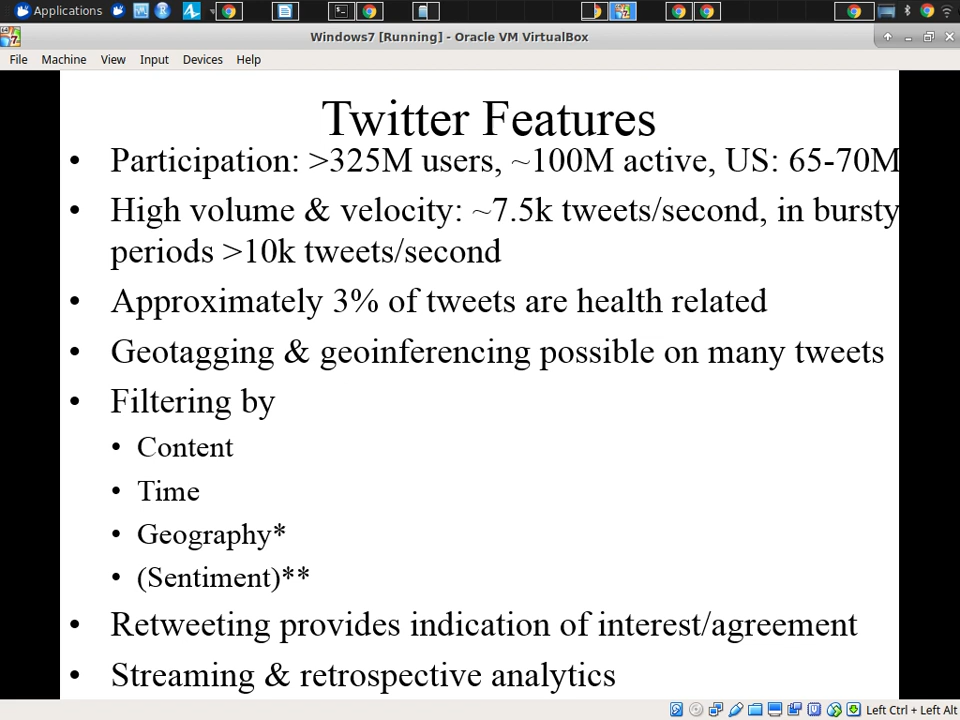 Applications
Windows7 [Running] - Oracle VM VirtualBox
File Machine View Input Devices Help
Twitter Features
• Participation: >325M users, ~100M active, US: 65-70M
• High volume & velocity: ~7.5k tweets/second, in bursty
periods >10k tweets/second
• Approximately 3% of tweets are health related
• Geotagging & geoinferencing possible on many tweets
• Filtering by
• Content
• Time
• Geography*
• (Sentiment)**
• Retweeting provides indication of interest/agreement
• Streaming & retrospective analytics
Left Ctrl + Left Alt